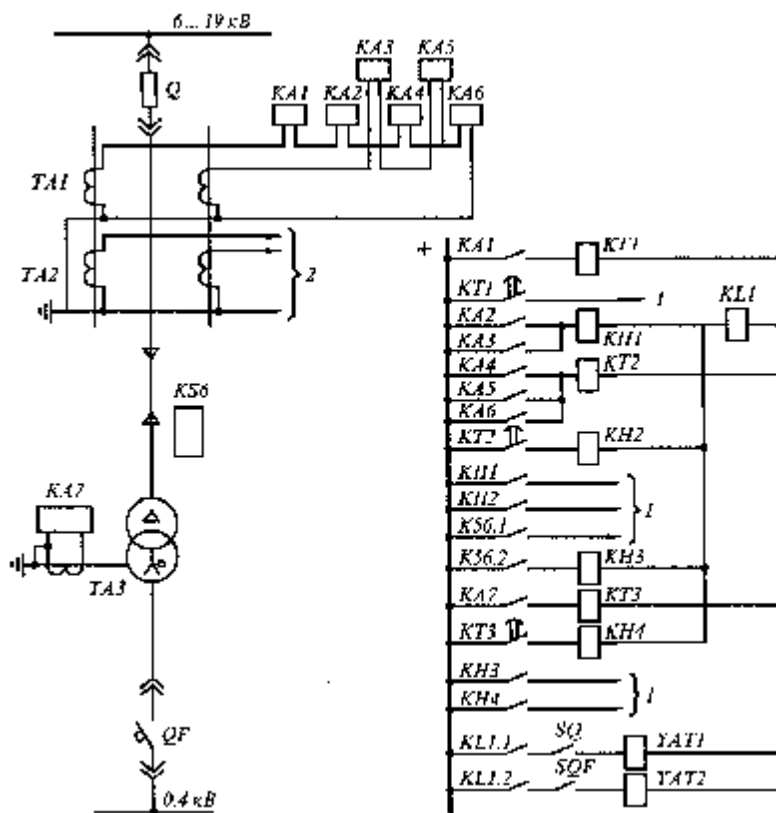 6... 19 кВ
KA3 KA5
Q
KA1 KA2 KA4 KA6
TA1
TA2
2
+
KA1
KT1
KT1
1
KL1
KA2
KH1
KA3
KA4
KT2
KA5
KA6
KS6
KT2
KH2
KA7
KH1
KH2
1
KS6.1
KS6.2
KH3
TA3
KA7
KT3
KT3
KH4
KH3
1
KH4
QF
KL1.1 SQ YAT1
KL1.2 SQF YAT2
0.4 кВ